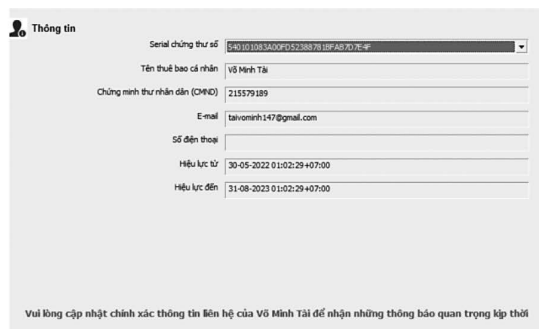 Thông tin
Serial chứng thư số 540101083A00FD52388781BFAB7D7E4F
Tên thuê bao cá nhân Võ Minh Tài
Chứng minh thư nhân dân (CMND) 215579189
E-mail taivominh147@gmail.com
Số điện thoại
Hiệu lực từ 30-05-2022 01:02:29+07:00
Hiệu lực đến 31-08-2023 01:02:29+07:00
Vui lòng cập nhật chính xác thông tin liên hệ của Võ Minh Tài để nhận những thông báo quan trọng kịp thời